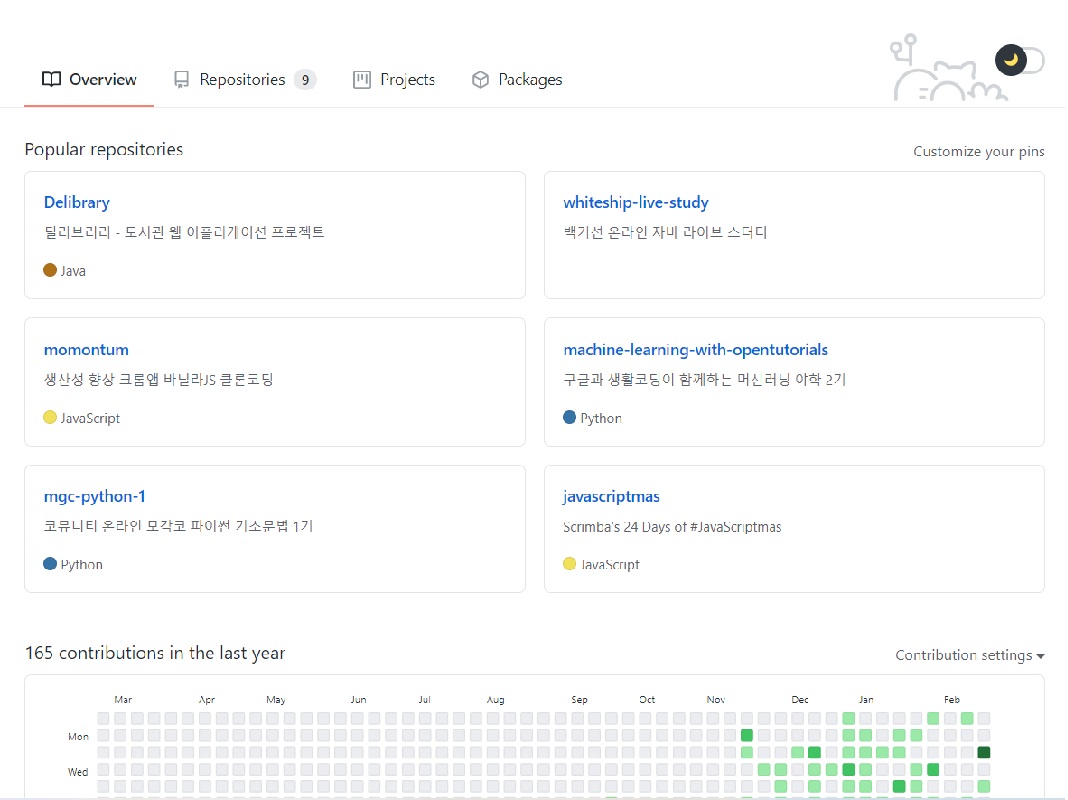 Overview
Repositories 9
Projects
Packages
Popular repositories
Customize your pins
Delibrary
딜리브러리 - 도서관 웹 어플리케이션 프로젝트
Java
whiteship-live-study
백기선 온라인 자바 라이브 스터디
momontum
생산성 향상 크롬앱 바닐라JS 클론코딩
JavaScript
machine-learning-with-opentutorials
구글과 생활코딩이 함께하는 머신러닝 야학 2기
Python
mgc-python-1
코뮤니티 온라인 모각코 파이썬 기초문법 1기
Python
javascriptmas
Scrimba's 24 Days of #JavaScriptmas
JavaScript
165 contributions in the last year
Contribution settings
Mar Apr May Jun Jul Aug Sep Oct Nov Dec Jan Feb
Mon
Wed